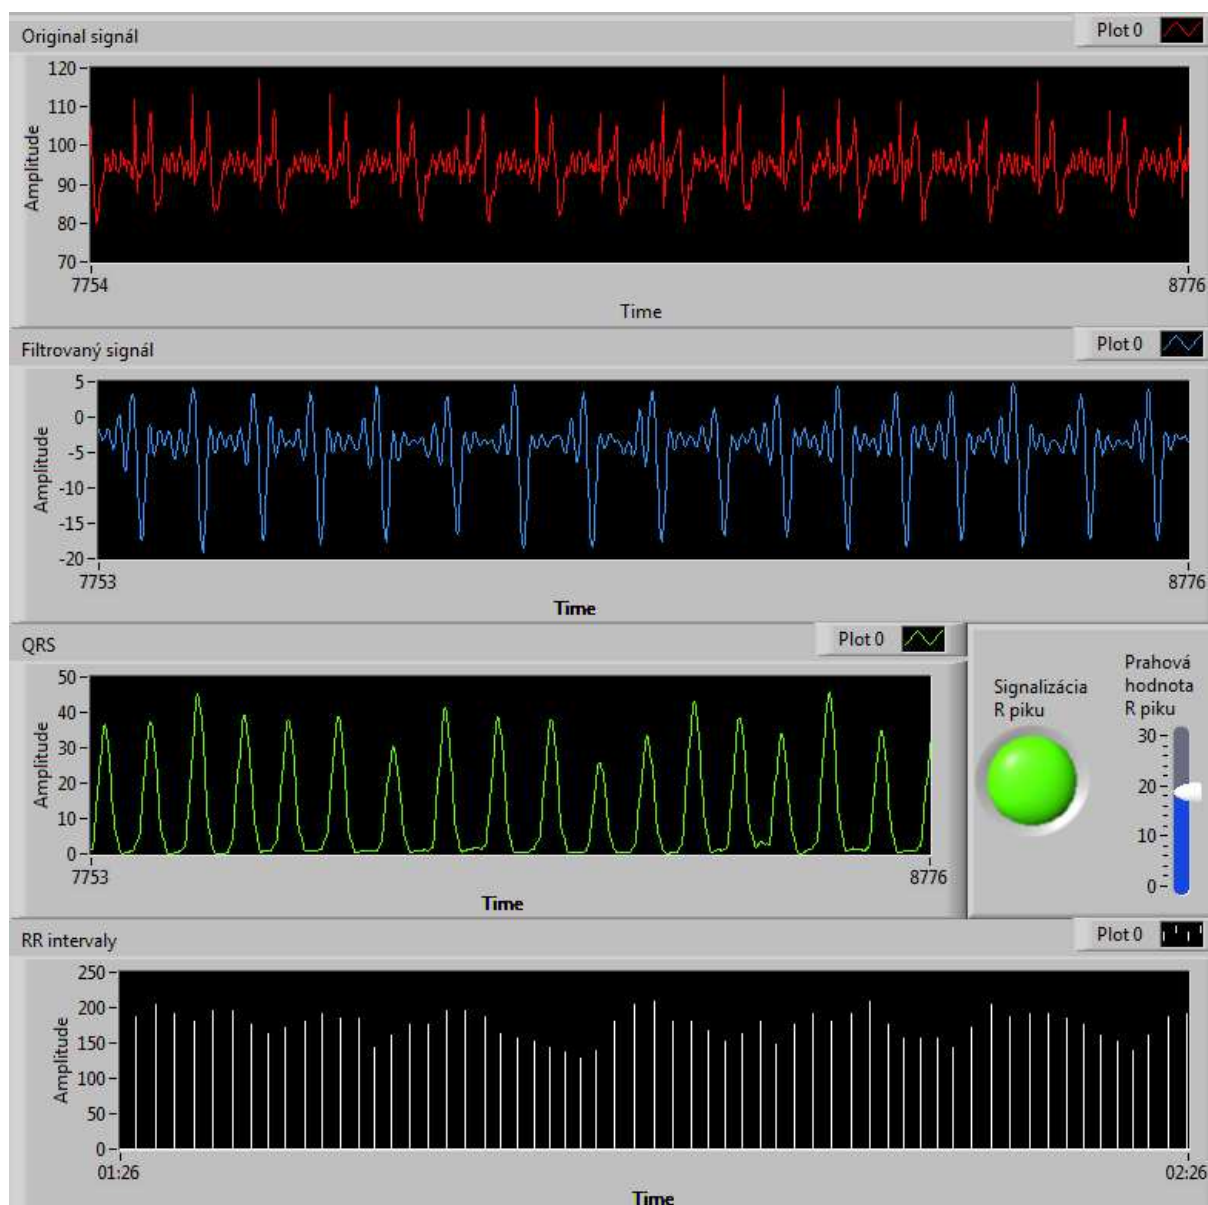 Original signál
Plot 0
Amplitude
120
110
100
90
80
70
7754
8776
Time
Filtrovaný signál
Plot 0
Amplitude
5
0
-5
-10
-15
-20
7753
8776
Time
QRS
Plot 0
Amplitude
50
40
30
20
10
0
7753
8776
Time
Signalizácia
R piku
Prahová
hodnota
R piku
30
20
10
0
RR intervaly
Plot 0
Amplitude
250
200
150
100
50
0
01:26
02:26
Time